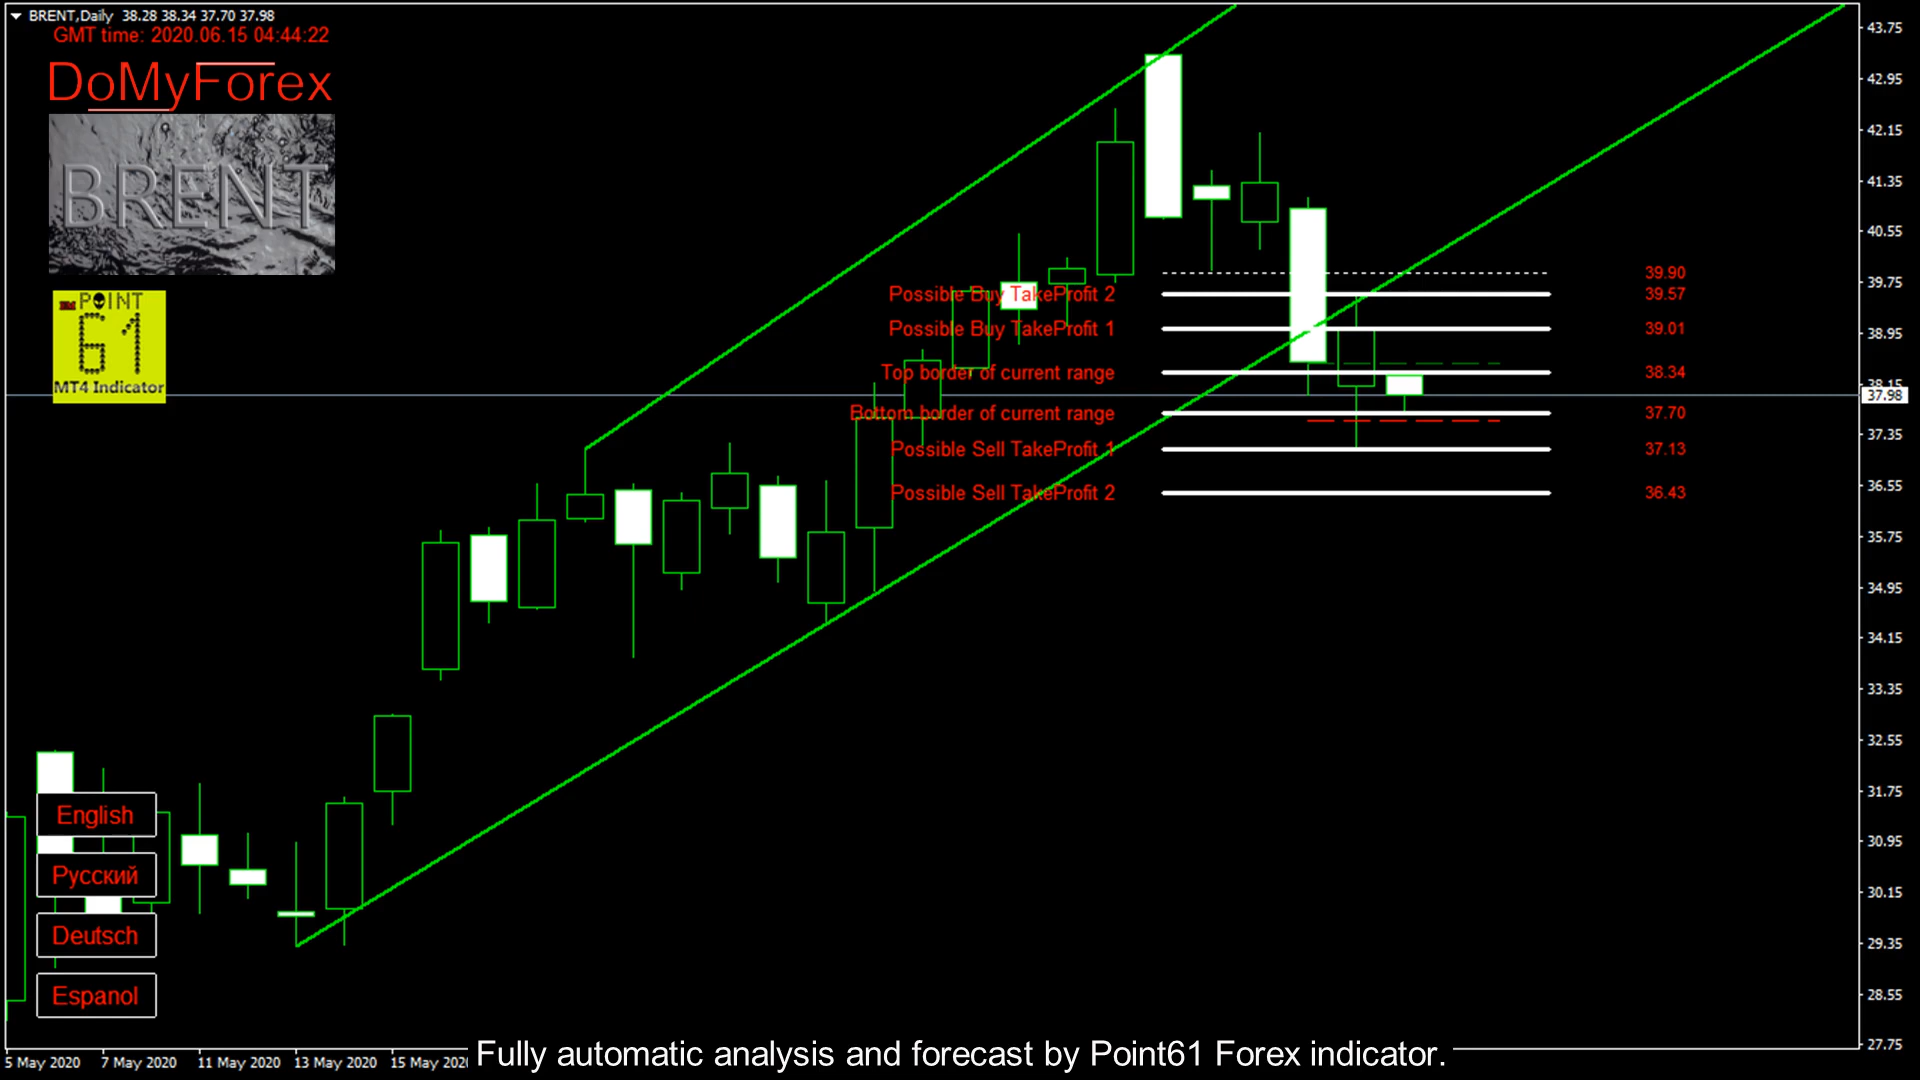 BRENT,Daily 38.28 38.34 37.70 37.98
GMT time: 2020.06.15 04:44:22
DoMyForex
BRENT
POINT
61
MT4 Indicator
43.75
42.95
42.15
41.35
40.55
39.75
38.95
38.15
37.98
37.35
36.55
35.75
34.95
34.15
33.35
32.55
31.75
30.95
30.15
29.35
28.55
27.75
39.90
Possible Buy TakeProfit 2 39.57
Possible Buy TakeProfit 1 39.01
Top border of current range 38.34
Bottom border of current range 37.70
Possible Sell TakeProfit 1 37.13
Possible Sell TakeProfit 2 36.43
English
Русский
Deutsch
Espanol
5 May 2020 7 May 2020 11 May 2020 13 May 2020 15 May 2020
Fully automatic analysis and forecast by Point61 Forex indicator.